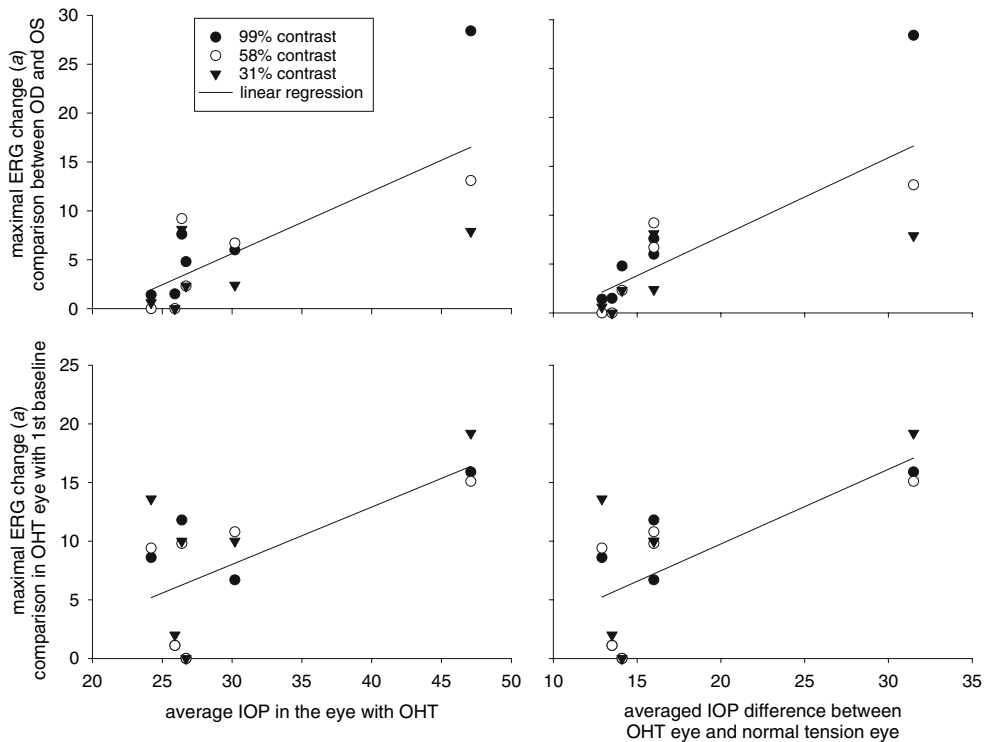 30
25
20
15
10
5
0
maximal ERG change (a)
comparison between OD and OS
99% contrast
58% contrast
31% contrast
linear regression
25
20
15
10
5
0
maximal ERG change (a)
comparison in OHT eye with 1st baseline
20 25 30 35 40 45 50
average IOP in the eye with OHT
10 15 20 25 30 35
averaged IOP difference between
OHT eye and normal tension eye